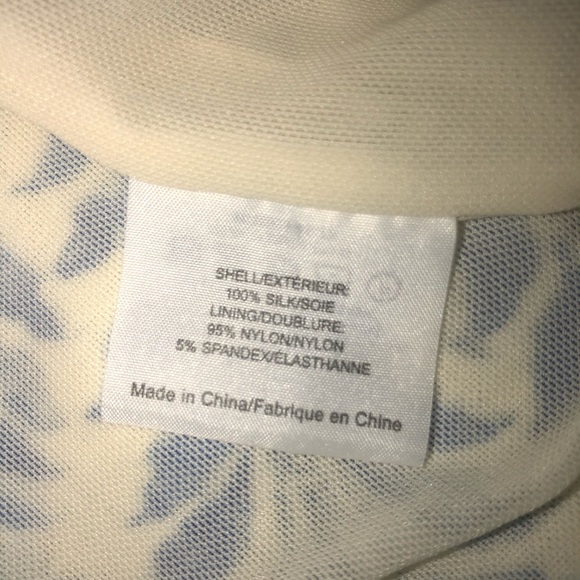 SHELL/EXTÉRIEUR:
100% SILK/SOIE
LINING/DOUBLURE:
95% NYLON/NYLON
5% SPANDEX/ÉLASTHANNE
Made in China/Fabrique en Chine